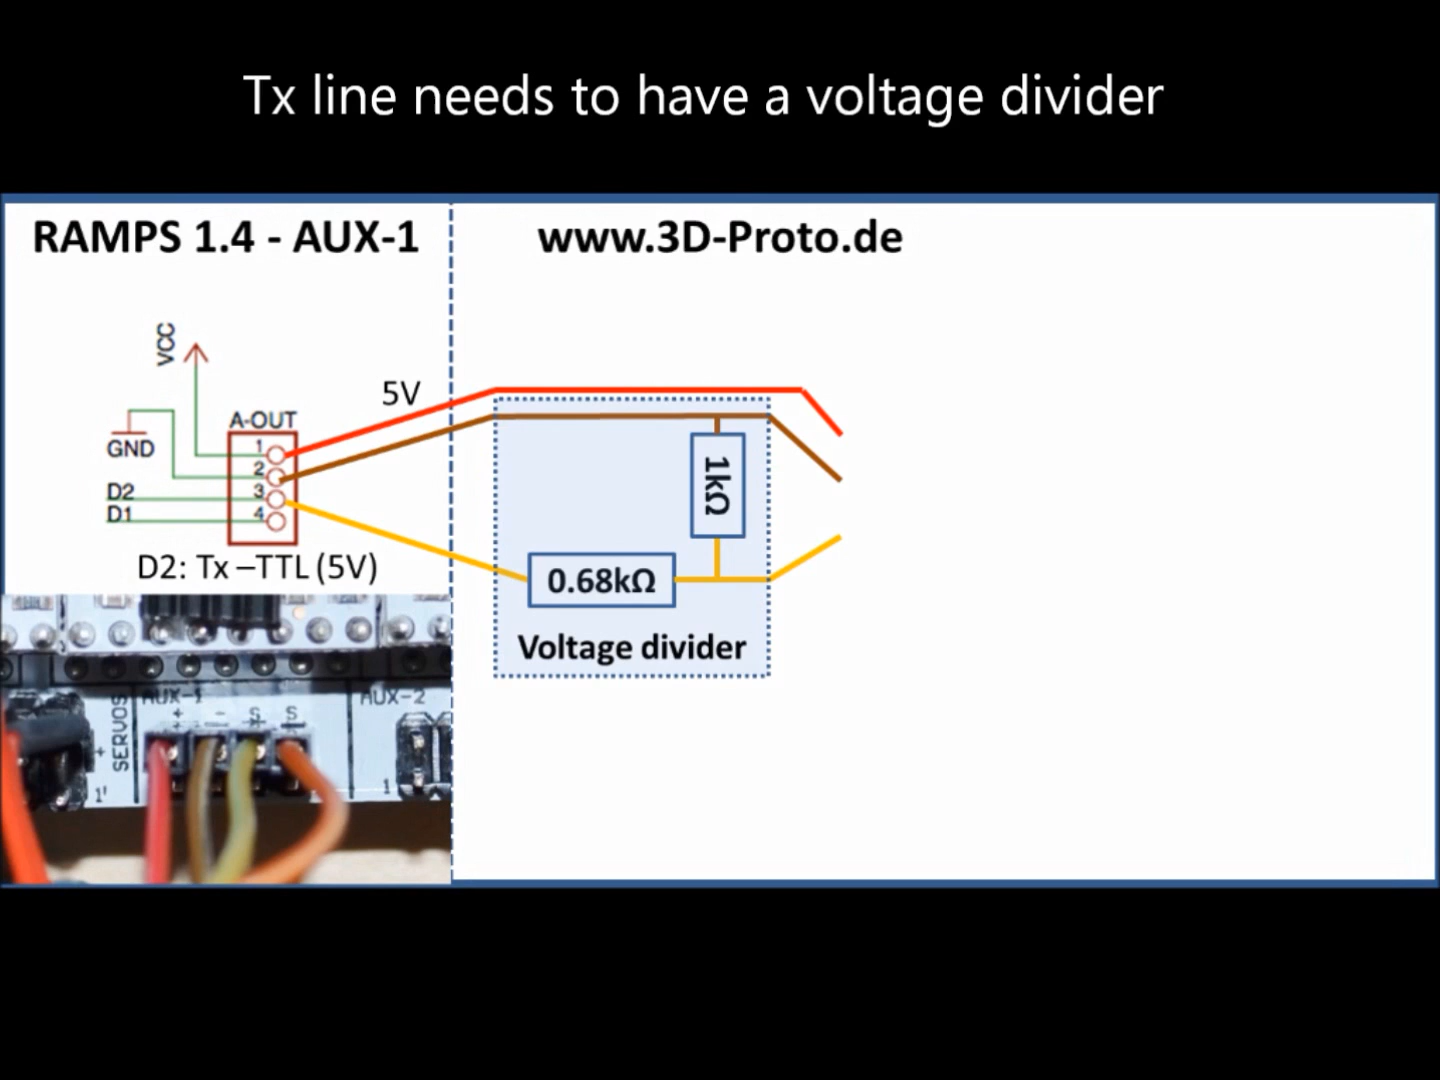 Tx line needs to have a voltage divider
RAMPS 1.4 - AUX-1
www.3D-Proto.de
VCC
5V
A-OUT
GND
1
2
D2
3
D1
4
1kΩ
D2: Tx –TTL (5V)
0.68kΩ
Voltage divider
SERVOS
AUX-1
AUX-2
+ - S S
+
1'
1